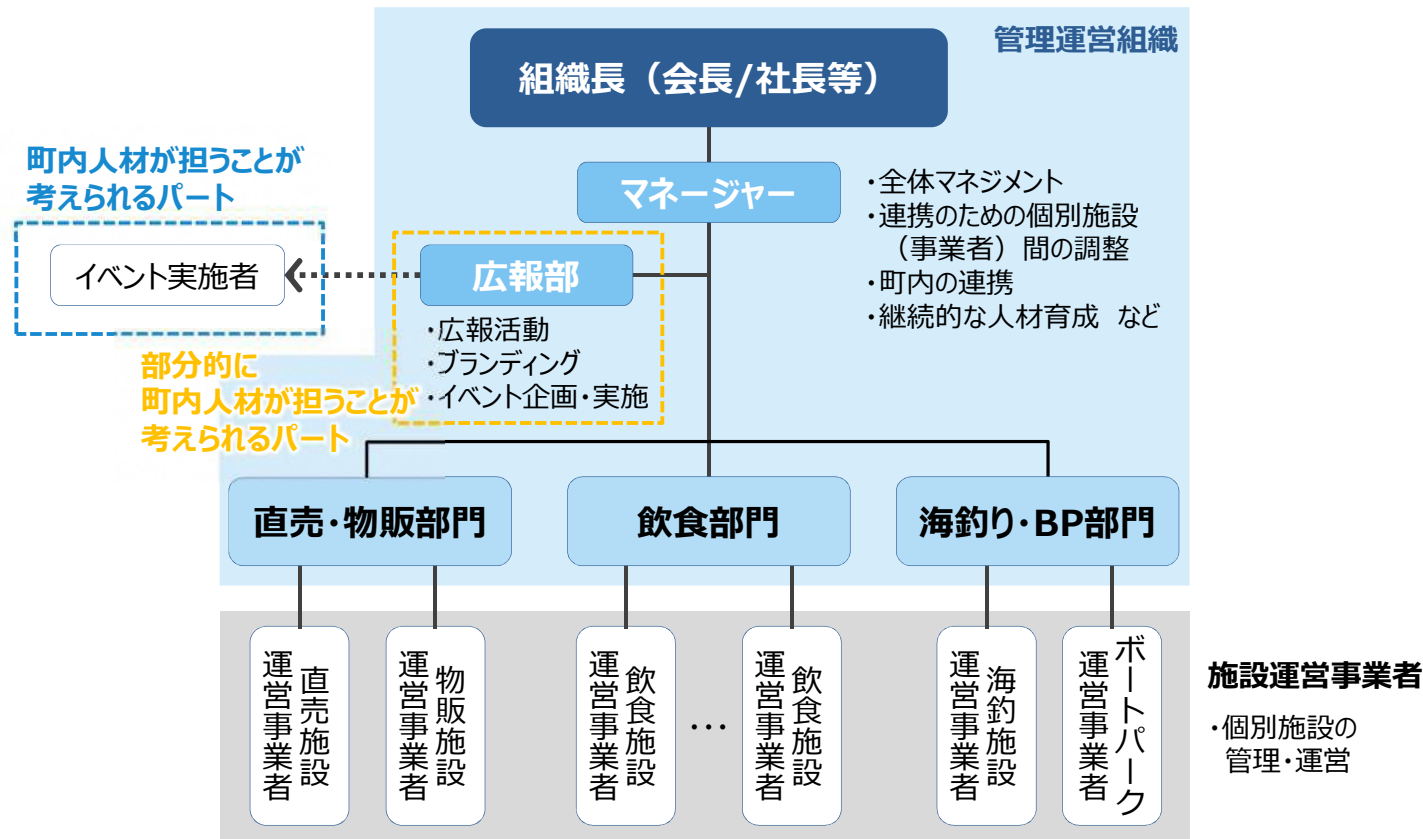 管理運営組織
組織長（会長/社長等）
マネージャー
・全体マネジメント
・連携のための個別施設
（事業者）間の調整
・町内の連携
・継続的な人材育成 など
町内人材が担うことが
考えられるパート
イベント実施者
広報部
・広報活動
・ブランディング
・イベント企画・実施
部分的に
町内人材が担うことが
考えられるパート
直売・物販部門
飲食部門
海釣り・BP部門
直売施設
運営事業者
物販施設
運営事業者
飲食施設
運営事業者
…
飲食施設
運営事業者
海釣施設
運営事業者
ボートパーク
運営事業者
施設運営事業者
・個別施設の
管理・運営